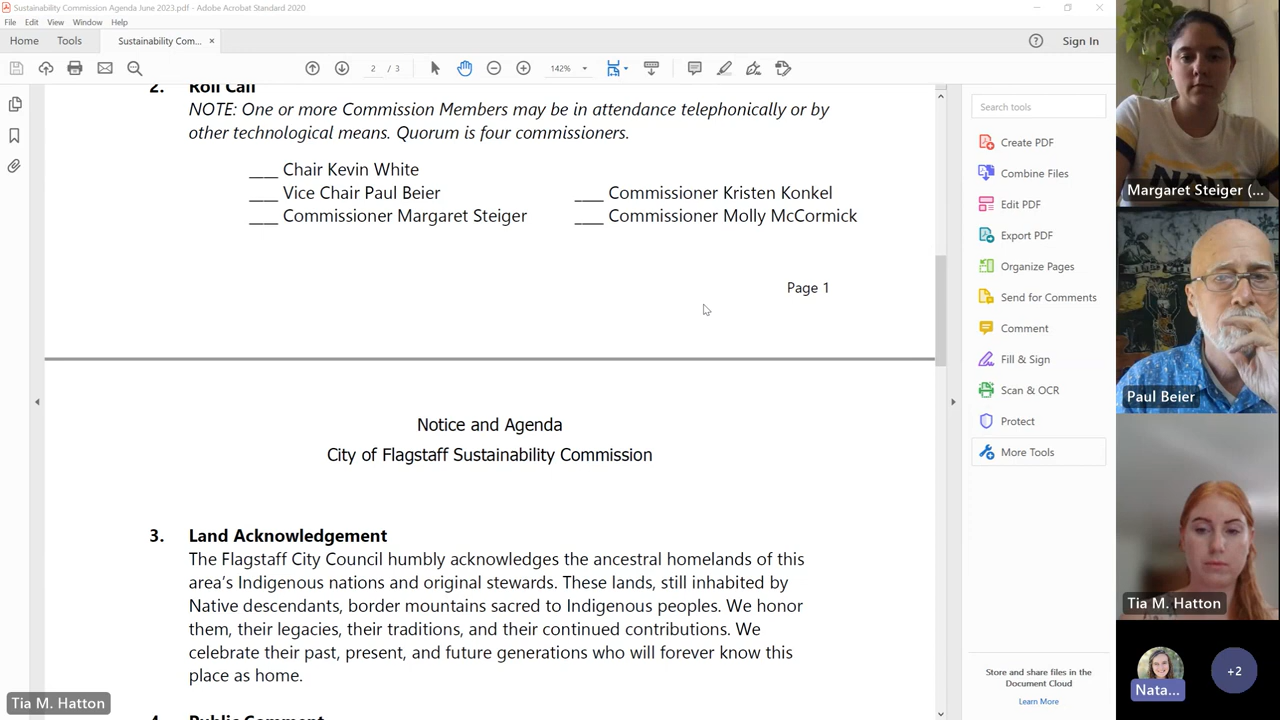 Sustainability Commission Agenda June 2023.pdf - Adobe Acrobat Standard 2020
File Edit View Window Help
Home Tools Sustainability Com... × Sign In
2 / 3 142%
2. Roll Call
NOTE: One or more Commission Members may be in attendance telephonically or by
other technological means. Quorum is four commissioners.
____ Chair Kevin White
____ Vice Chair Paul Beier ____ Commissioner Kristen Konkel
____ Commissioner Margaret Steiger ____ Commissioner Molly McCormick
Page 1
Notice and Agenda
City of Flagstaff Sustainability Commission
3. Land Acknowledgement
The Flagstaff City Council humbly acknowledges the ancestral homelands of this
area's Indigenous nations and original stewards. These lands, still inhabited by
Native descendants, border mountains sacred to Indigenous peoples. We honor
them, their legacies, their traditions, and their continued contributions. We
celebrate their past, present, and future generations who will forever know this
place as home.
4. Public Comment
Search tools
Create PDF
Combine Files
Edit PDF
Export PDF
Organize Pages
Send for Comments
Comment
Fill & Sign
Scan & OCR
Protect
More Tools
Store and share files in the
Document Cloud
Learn More
Margaret Steiger (...
Paul Beier
Tia M. Hatton
Nata...
+2
Tia M. Hatton